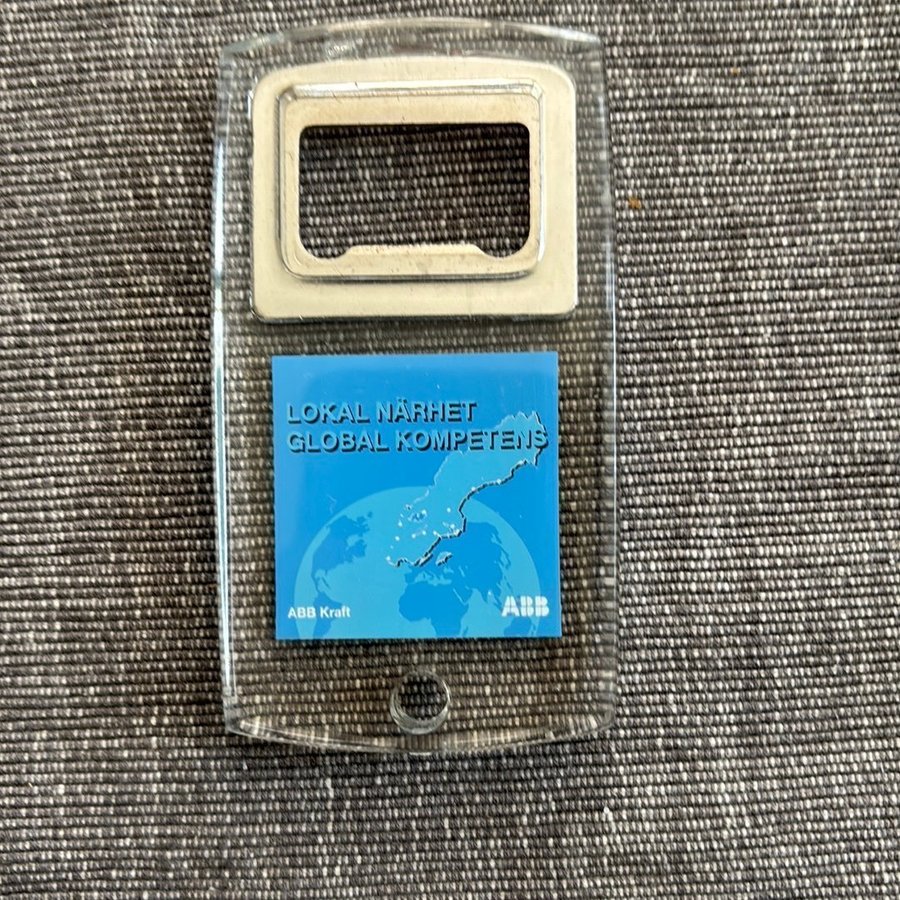 LOKAL NÄRHET
GLOBAL KOMPETENS
ABB Kraft
ABB